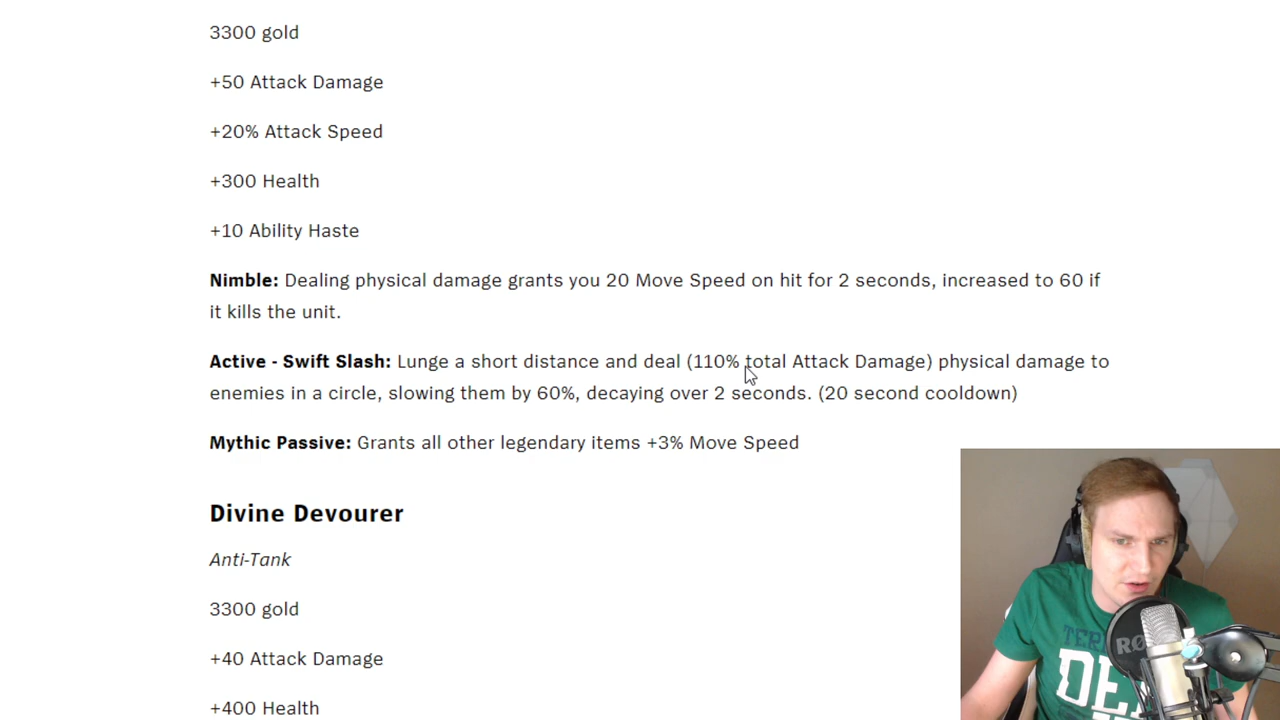 3300 gold
+50 Attack Damage
+20% Attack Speed
+300 Health
+10 Ability Haste
Nimble: Dealing physical damage grants you 20 Move Speed on hit for 2 seconds, increased to 60 if
it kills the unit.
Active - Swift Slash: Lunge a short distance and deal (110% total Attack Damage) physical damage to
enemies in a circle, slowing them by 60%, decaying over 2 seconds. (20 second cooldown)
Mythic Passive: Grants all other legendary items +3% Move Speed
Divine Devourer
Anti-Tank
3300 gold
+40 Attack Damage
+400 Health